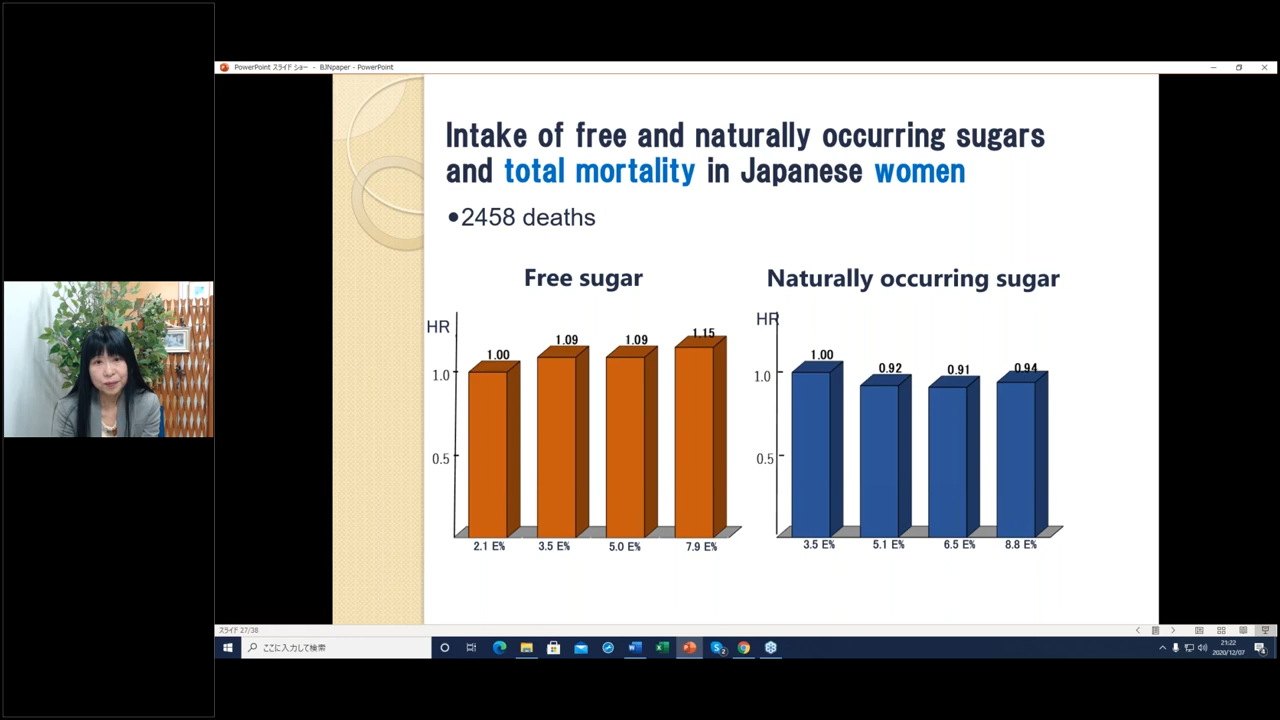 PowerPoint スライド ショー - BJNpaper - PowerPoint
Intake of free and naturally occurring sugars
and total mortality in Japanese women
•2458 deaths
Free sugar
HR
1.0
0.5
1.00
1.09
1.09
1.15
2.1 E%
3.5 E%
5.0 E%
7.9 E%
Naturally occurring sugar
HR
1.0
0.5
1.00
0.92
0.91
0.94
3.5 E%
5.1 E%
6.5 E%
8.8 E%
スライド 27/38
ここに入力して検索
21:22
2020/12/07